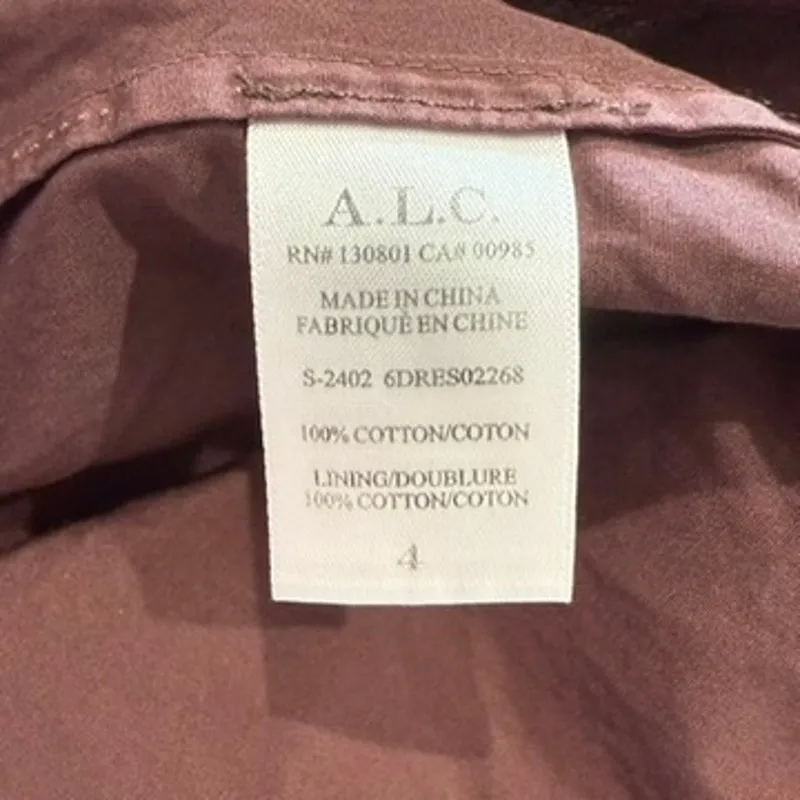 A.L.C.
RN# 130801 CA# 00985
MADE IN CHINA
FABRIQUÉ EN CHINE
S-2402 6DRES02268
100% COTTON/COTON
LINING/DOUBLURE
100% COTTON/COTON
4